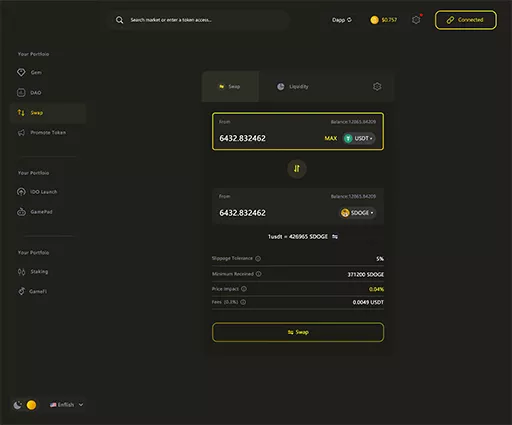 Search market or enter a token access...
Dapp
$0.757
Connected
Your Portfolio
Gem
DAO
Swap
Promote Token
Your Portfolio
IDO Launch
GamePad
Your Portfolio
Staking
GameFi
English
Swap
Liquidity
From
Balance:12865.84209
6432.832462
MAX
USDT
From
Balance:12865.84209
6432.832462
SDOGE
1usdt = 426965 SDOGE
Slippage Tolerance
5%
Minimum Received
371200 SDOGE
Price Impact
0.04%
Fees (0.3%)
0.0049 USDT
Swap